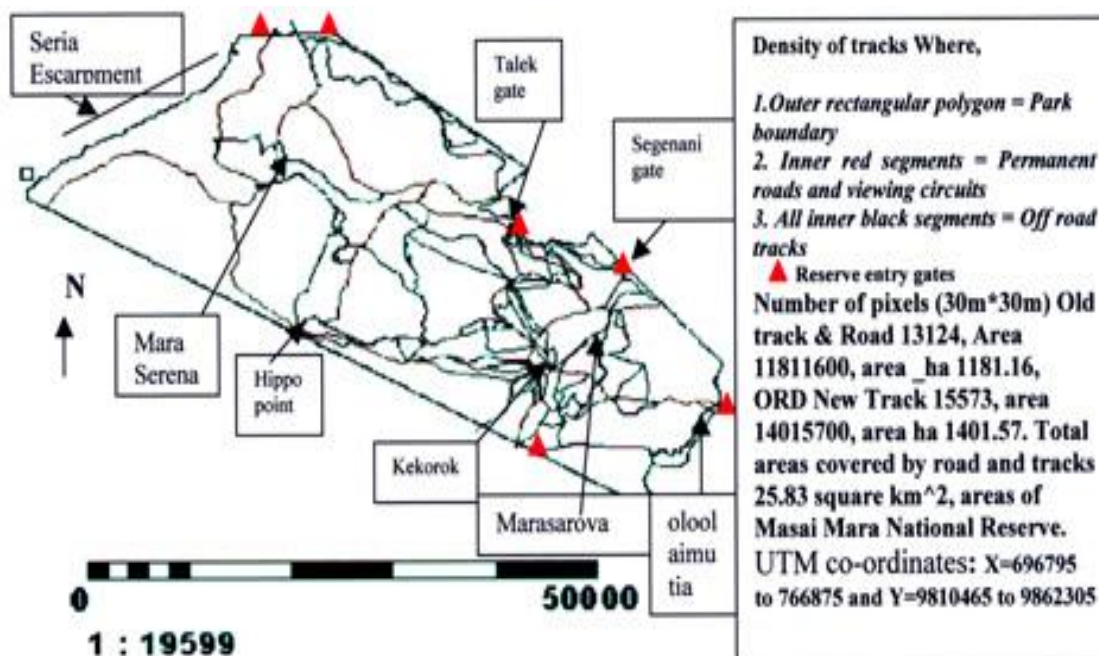 Seria
Escarpment
Talek
gate
Segenani
gate
N
Mara
Serena
Hippo
point
Kekorok
Marasarova
olool
aimu
tia
0 50000
1 : 19599
Density of tracks Where,
1.Outer rectangular polygon = Park
boundary
2. Inner red segments = Permanent
roads and viewing circuits
3. All inner black segments = Off road
tracks
Reserve entry gates
Number of pixels (30m*30m) Old
track & Road 13124, Area
11811600, area _ha 1181.16,
ORD New Track 15573, area
14015700, area ha 1401.57. Total
areas covered by road and tracks
25.83 square km^2, areas of
Masai Mara National Reserve.
UTM co-ordinates: X=696795
to 766875 and Y=9810465 to 9862305